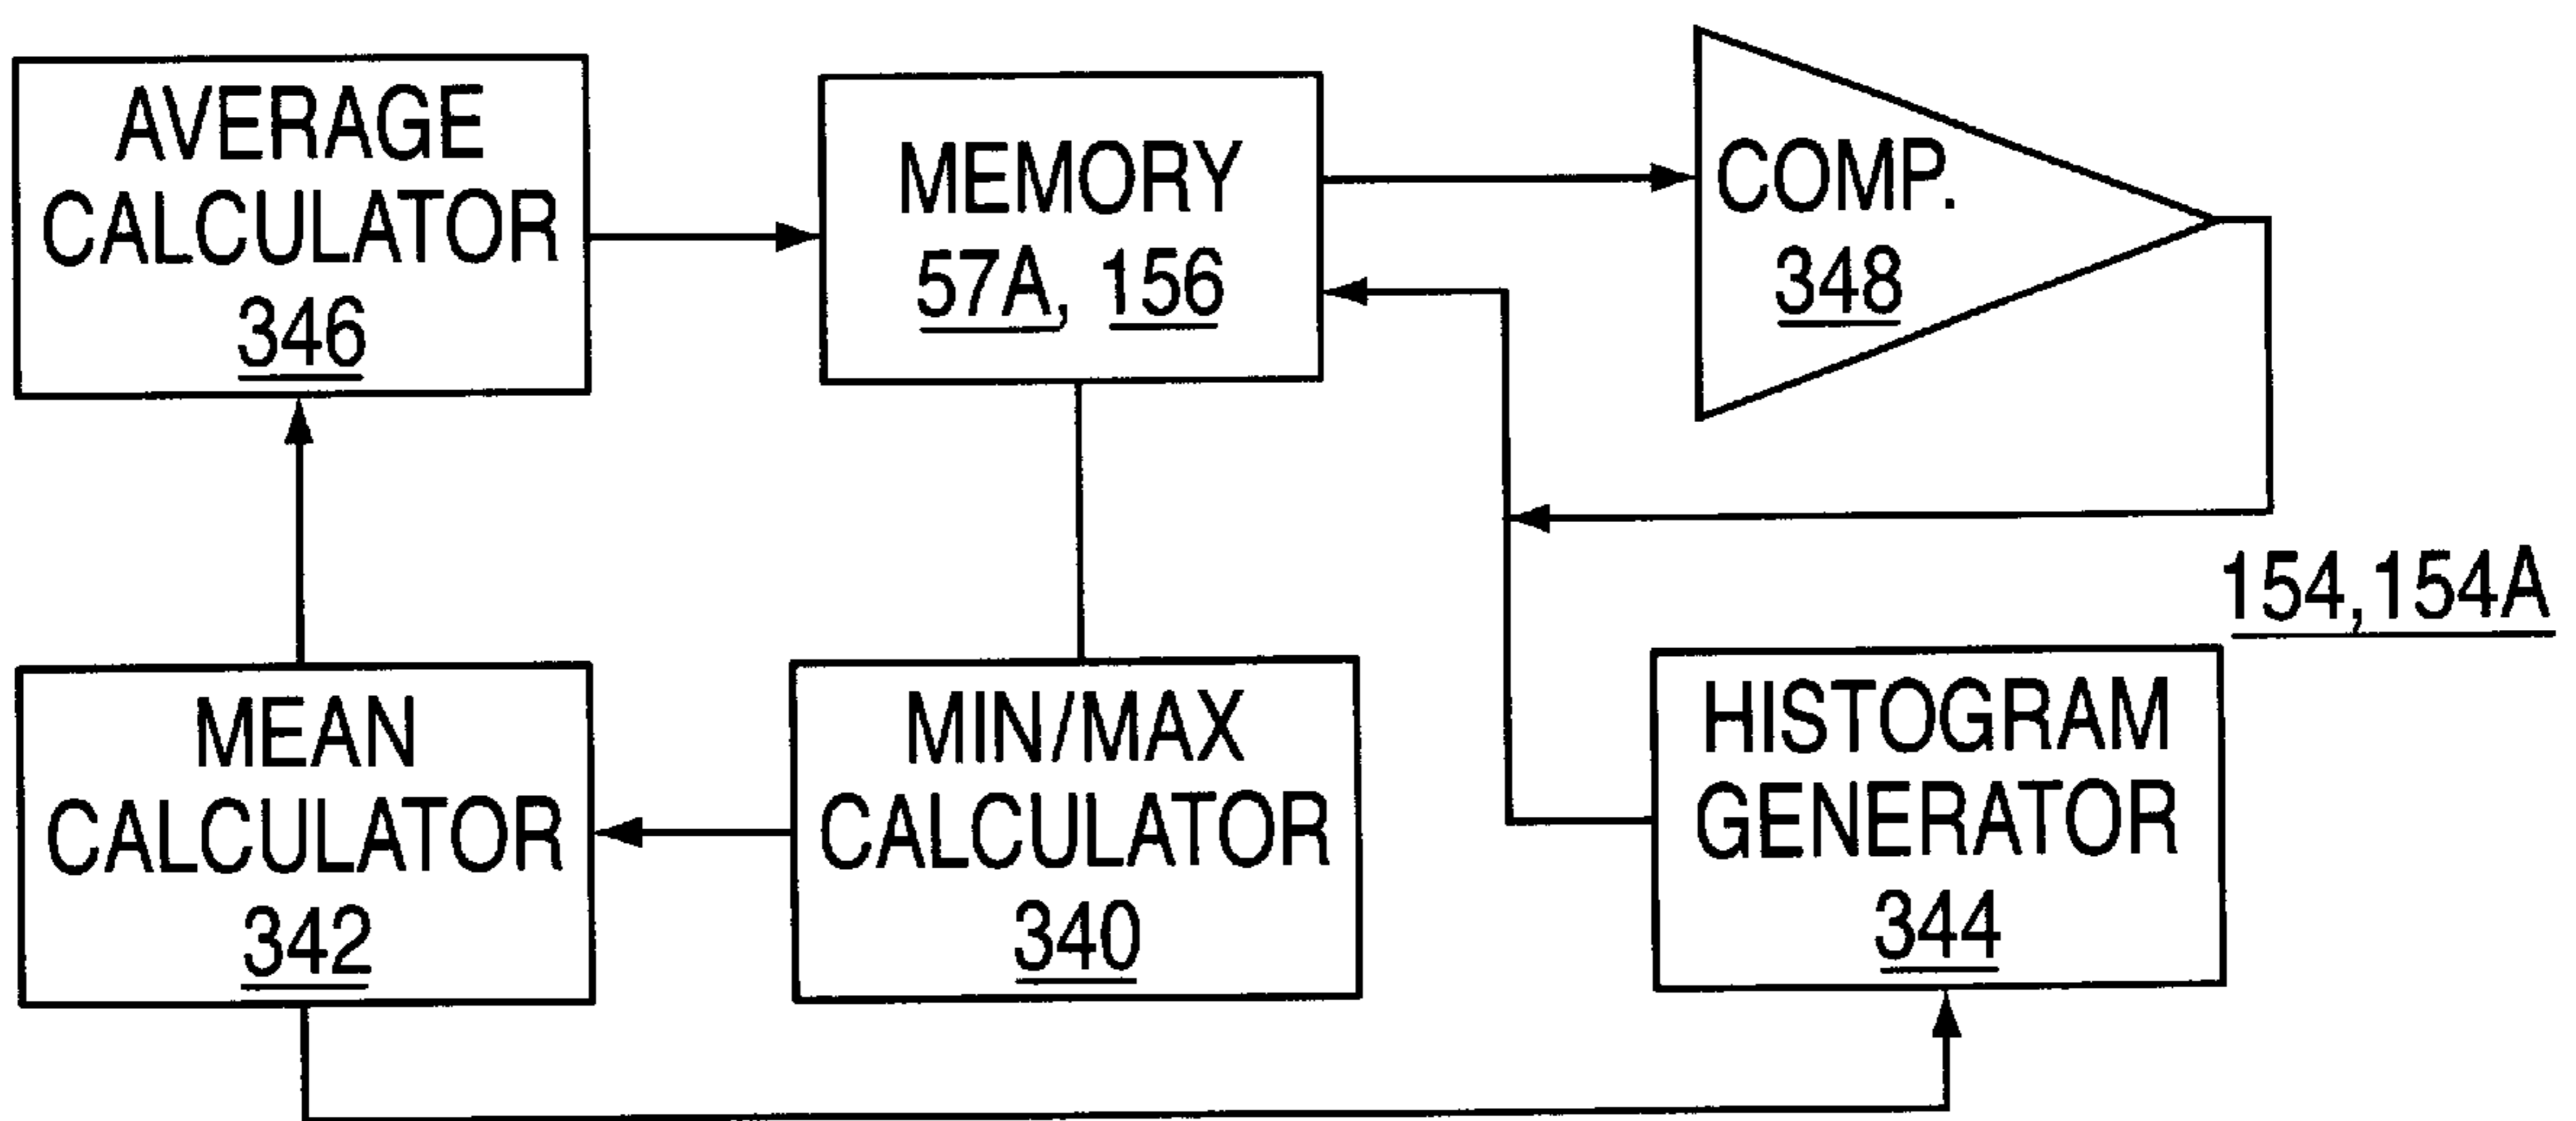 AVERAGE
CALCULATOR
346
MEMORY
57A, 156
COMP.
348
154, 154A
MEAN
CALCULATOR
342
MIN/MAX
CALCULATOR
340
HISTOGRAM
GENERATOR
344